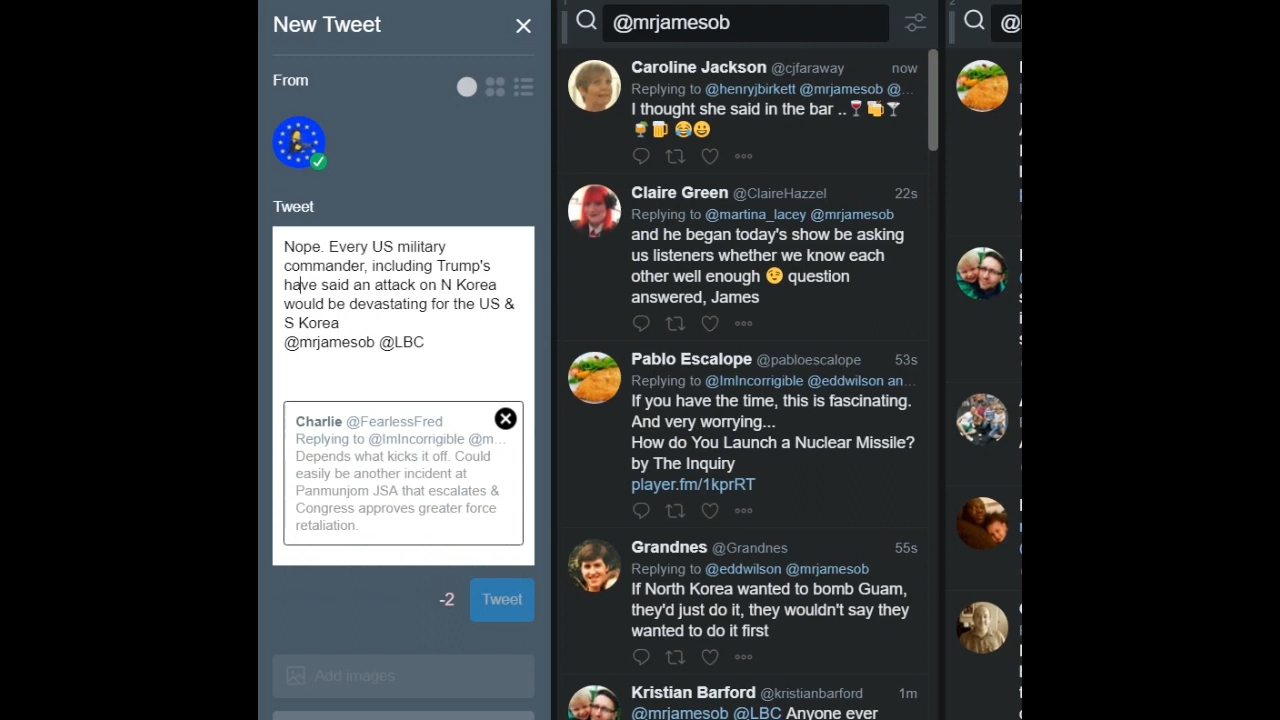 New Tweet
From
Tweet
Nope. Every US military
commander, including Trump's
have said an attack on N Korea
would be devastating for the US &
S Korea
@mrjamesob @LBC
Charlie @FearlessFred
Replying to @ImIncorrigible @m...
Depends what kicks it off. Could
easily be another incident at
Panmunjom JSA that escalates &
Congress approves greater force
retaliation.
-2 Tweet
Add images
1
@mrjamesob
Caroline Jackson @cjfaraway now
Replying to @henryjbirkett @mrjamesob @...
I thought she said in the bar ..🍷🍻🍸
🍹🍺 😂😀
Claire Green @ClaireHazzel 22s
Replying to @martina_lacey @mrjamesob
and he began today's show be asking
us listeners whether we know each
other well enough 😉 question
answered, James
Pablo Escalope @pabloescalope 53s
Replying to @ImIncorrigible @eddwilson an...
If you have the time, this is fascinating.
And very worrying...
How do You Launch a Nuclear Missile?
by The Inquiry
player.fm/1kprRT
Grandnes @Grandnes 55s
Replying to @eddwilson @mrjamesob
If North Korea wanted to bomb Guam,
they'd just do it, they wouldn't say they
wanted to do it first
Kristian Barford @kristianbarford 1m
@mrjamesob @LBC Anyone ever
2